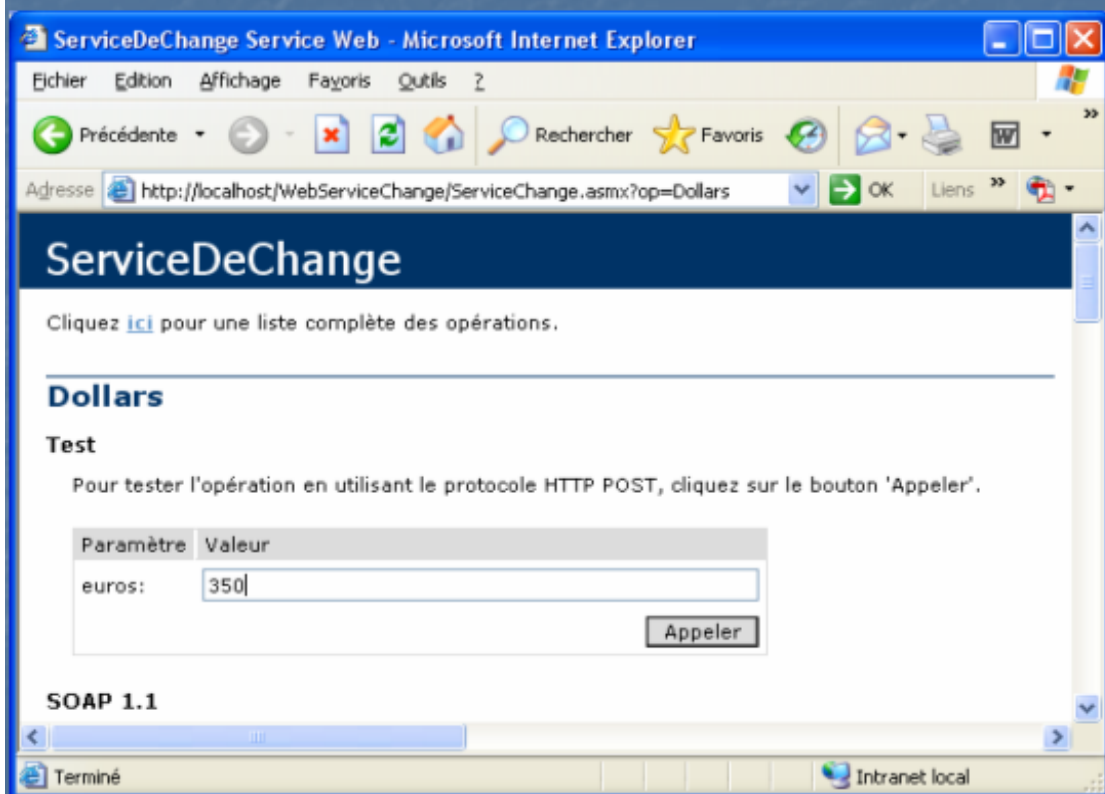 ServiceDeChange Service Web - Microsoft Internet Explorer
Fichier Edition Affichage Favoris Outils ?
Précédente Rechercher Favoris
Adresse http://localhost/WebServiceChange/ServiceChange.asmx?op=Dollars OK Liens »
ServiceDeChange
Cliquez ici pour une liste complète des opérations.
Dollars
Test
Pour tester l'opération en utilisant le protocole HTTP POST, cliquez sur le bouton 'Appeler'.
Paramètre Valeur
euros: 350
Appeler
SOAP 1.1
Terminé Intranet local